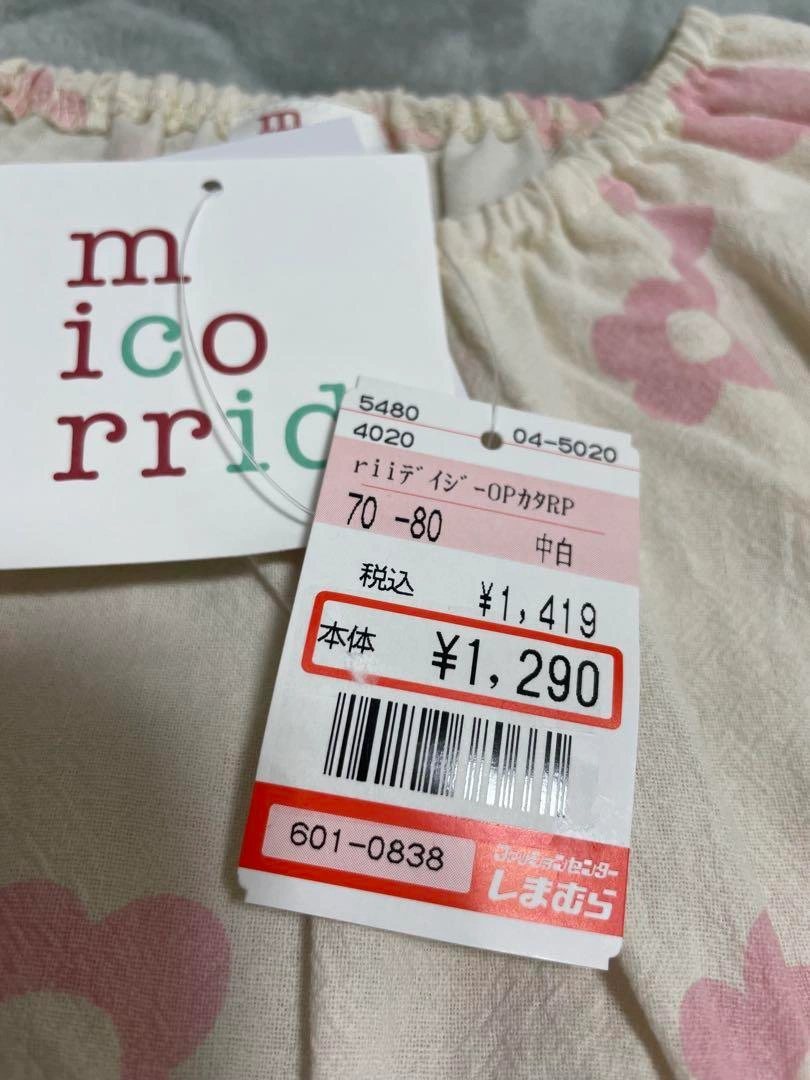 m
m
ico
rrid
5480
4020 04-5020
riiﾃﾞｲｼﾞｰOPカタRP
70 -80 中白
税込 ¥1,419
本体 ¥1,290
601-0838
ファッションセンター
しまむら